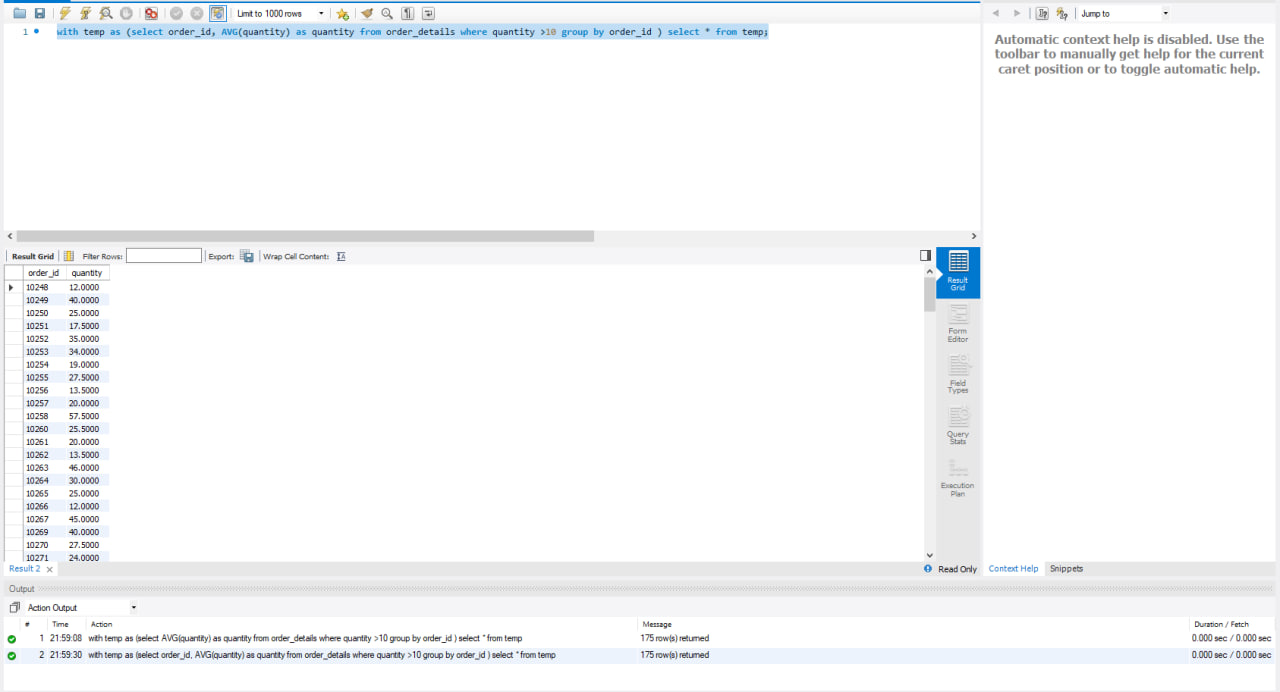 Limit to 1000 rows
Jump to
1 with temp as (select order_id, AVG(quantity) as quantity from order_details where quantity >10 group by order_id ) select * from temp;
Automatic context help is disabled. Use the
toolbar to manually get help for the current
caret position or to toggle automatic help.
Result Grid Filter Rows: Export: Wrap Cell Content:
order_id quantity
10248 12.0000
10249 40.0000
10250 25.0000
10251 17.5000
10252 35.0000
10253 34.0000
10254 19.0000
10255 27.5000
10256 13.5000
10257 20.0000
10258 57.5000
10260 25.5000
10261 20.0000
10262 13.5000
10263 46.0000
10264 30.0000
10265 25.0000
10266 12.0000
10267 45.0000
10269 40.0000
10270 27.5000
10271 24.0000
Result
Grid
Form
Editor
Field
Types
Query
Stats
Execution
Plan
Result 2
Read Only
Context Help Snippets
Output
Action Output
# Time Action Message Duration / Fetch
1 21:59:08 with temp as (select AVG(quantity) as quantity from order_details where quantity >10 group by order_id ) select * from temp 175 row(s) returned 0.000 sec / 0.000 sec
2 21:59:30 with temp as (select order_id, AVG(quantity) as quantity from order_details where quantity >10 group by order_id ) select * from temp 175 row(s) returned 0.000 sec / 0.000 sec